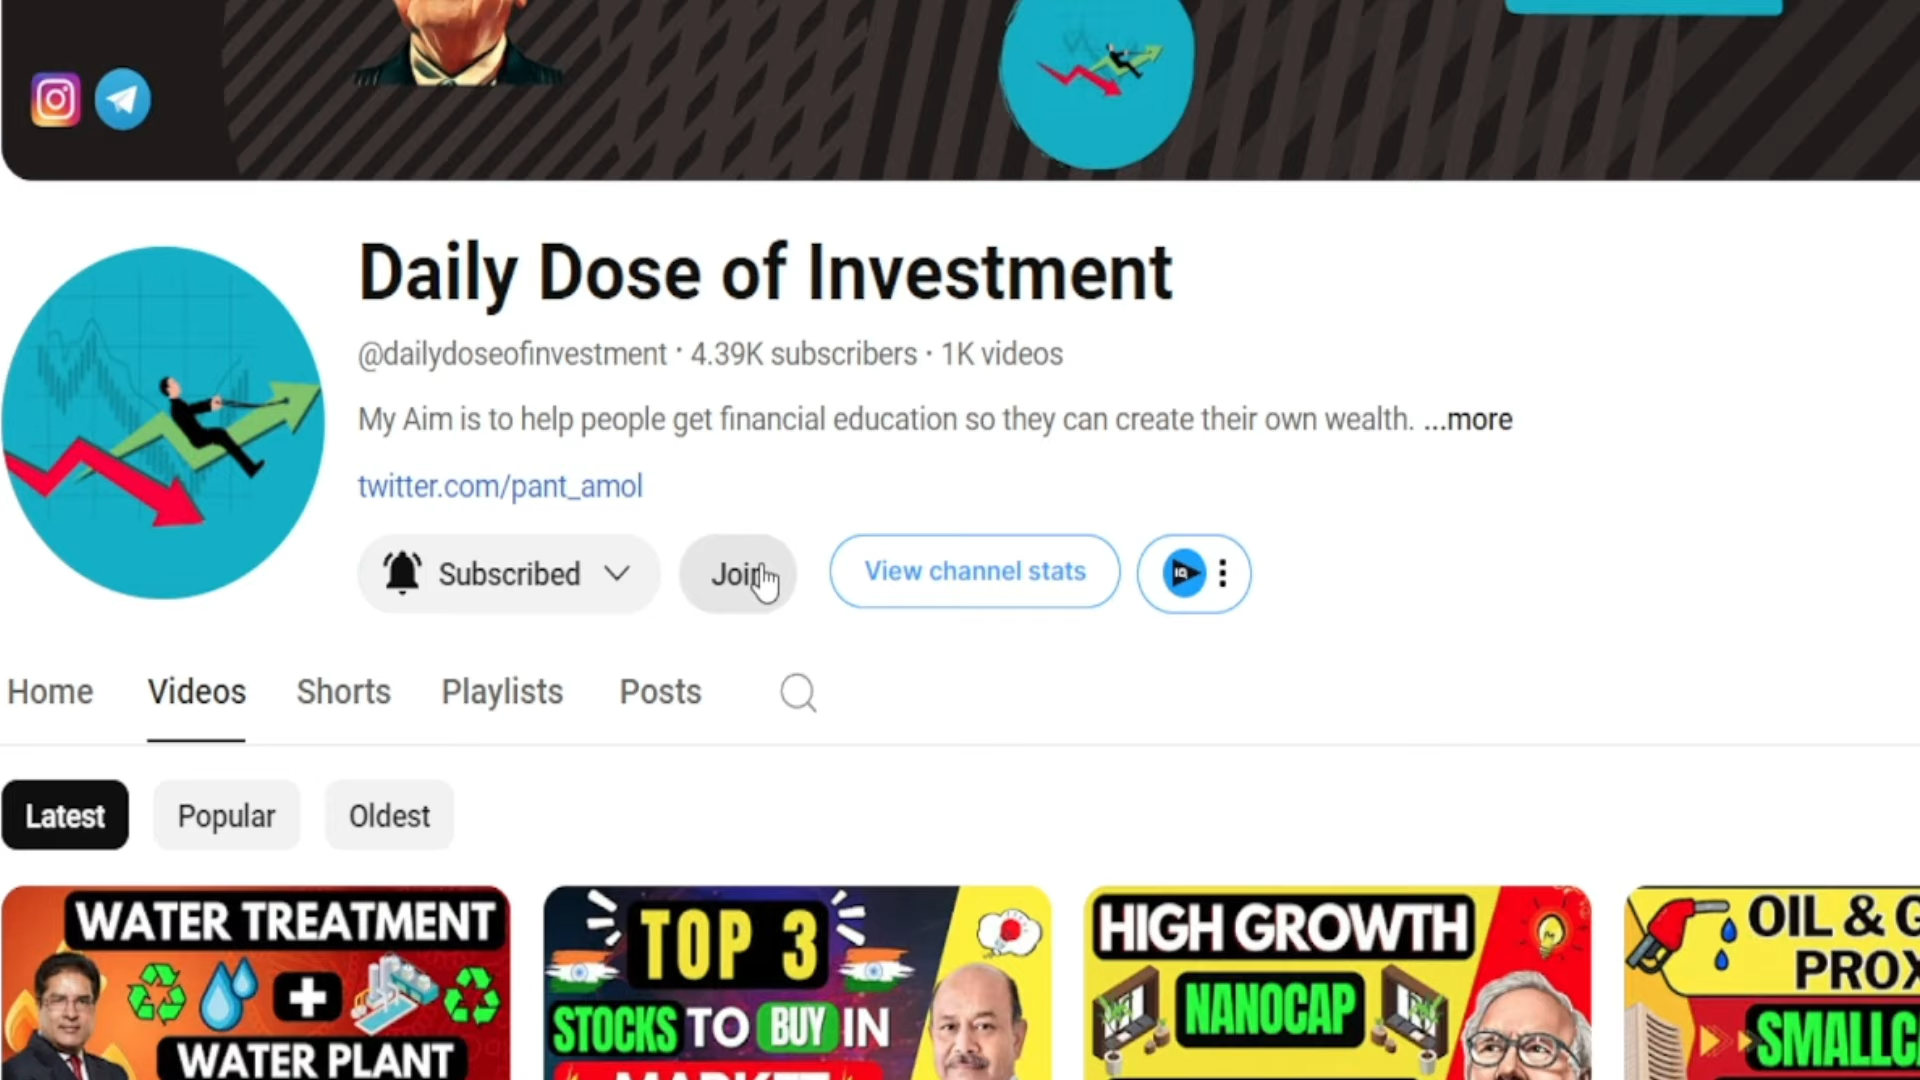 Daily Dose of Investment
@dailydoseofinvestment · 4.39K subscribers · 1K videos
My Aim is to help people get financial education so they can create their own wealth. ...more
twitter.com/pant_amol
Subscribed
Join
View channel stats
IQ
Home Videos Shorts Playlists Posts
Latest Popular Oldest
WATER TREATMENT
WATER PLANT
TOP 3
STOCKS TO BUY IN
MARKET
HIGH GROWTH
NANOCAP
OIL & G
PROX
SMALLC